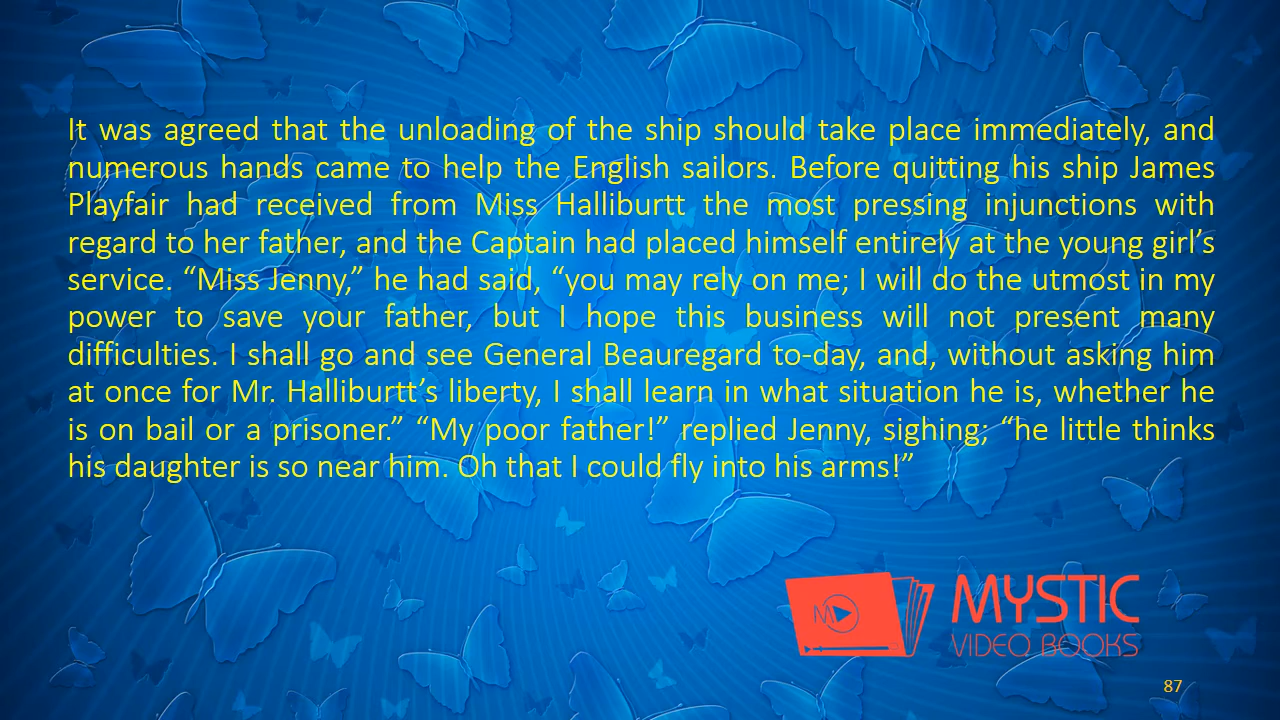 It was agreed that the unloading of the ship should take place immediately, and
numerous hands came to help the English sailors. Before quitting his ship James
Playfair had received from Miss Halliburtt the most pressing injunctions with
regard to her father, and the Captain had placed himself entirely at the young girl’s
service. “Miss Jenny,” he had said, “you may rely on me; I will do the utmost in my
power to save your father, but I hope this business will not present many
difficulties. I shall go and see General Beauregard to-day, and, without asking him
at once for Mr. Halliburtt’s liberty, I shall learn in what situation he is, whether he
is on bail or a prisoner.” “My poor father!” replied Jenny, sighing; “he little thinks
his daughter is so near him. Oh that I could fly into his arms!”
MYSTIC
VIDEO BOOKS
87